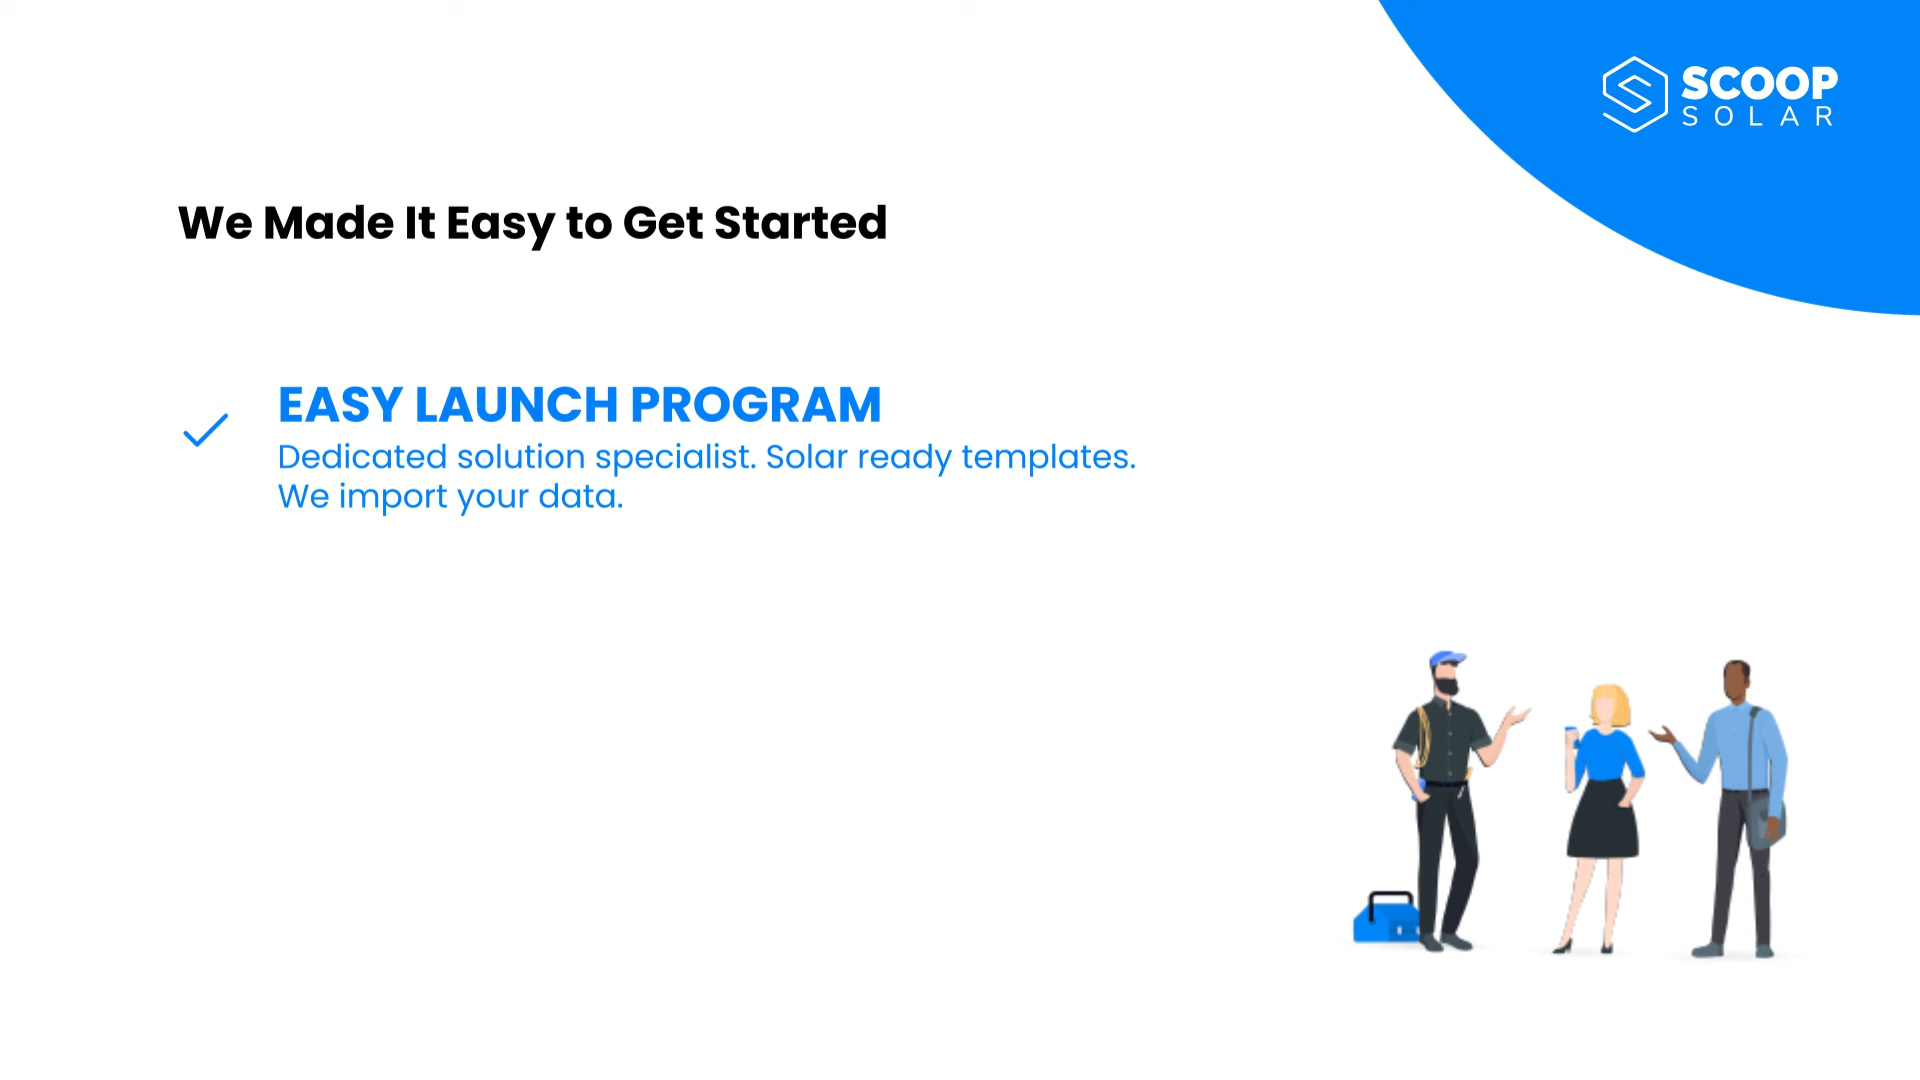 SCOOP
SOLAR
We Made It Easy to Get Started
EASY LAUNCH PROGRAM
Dedicated solution specialist. Solar ready templates.
We import your data.